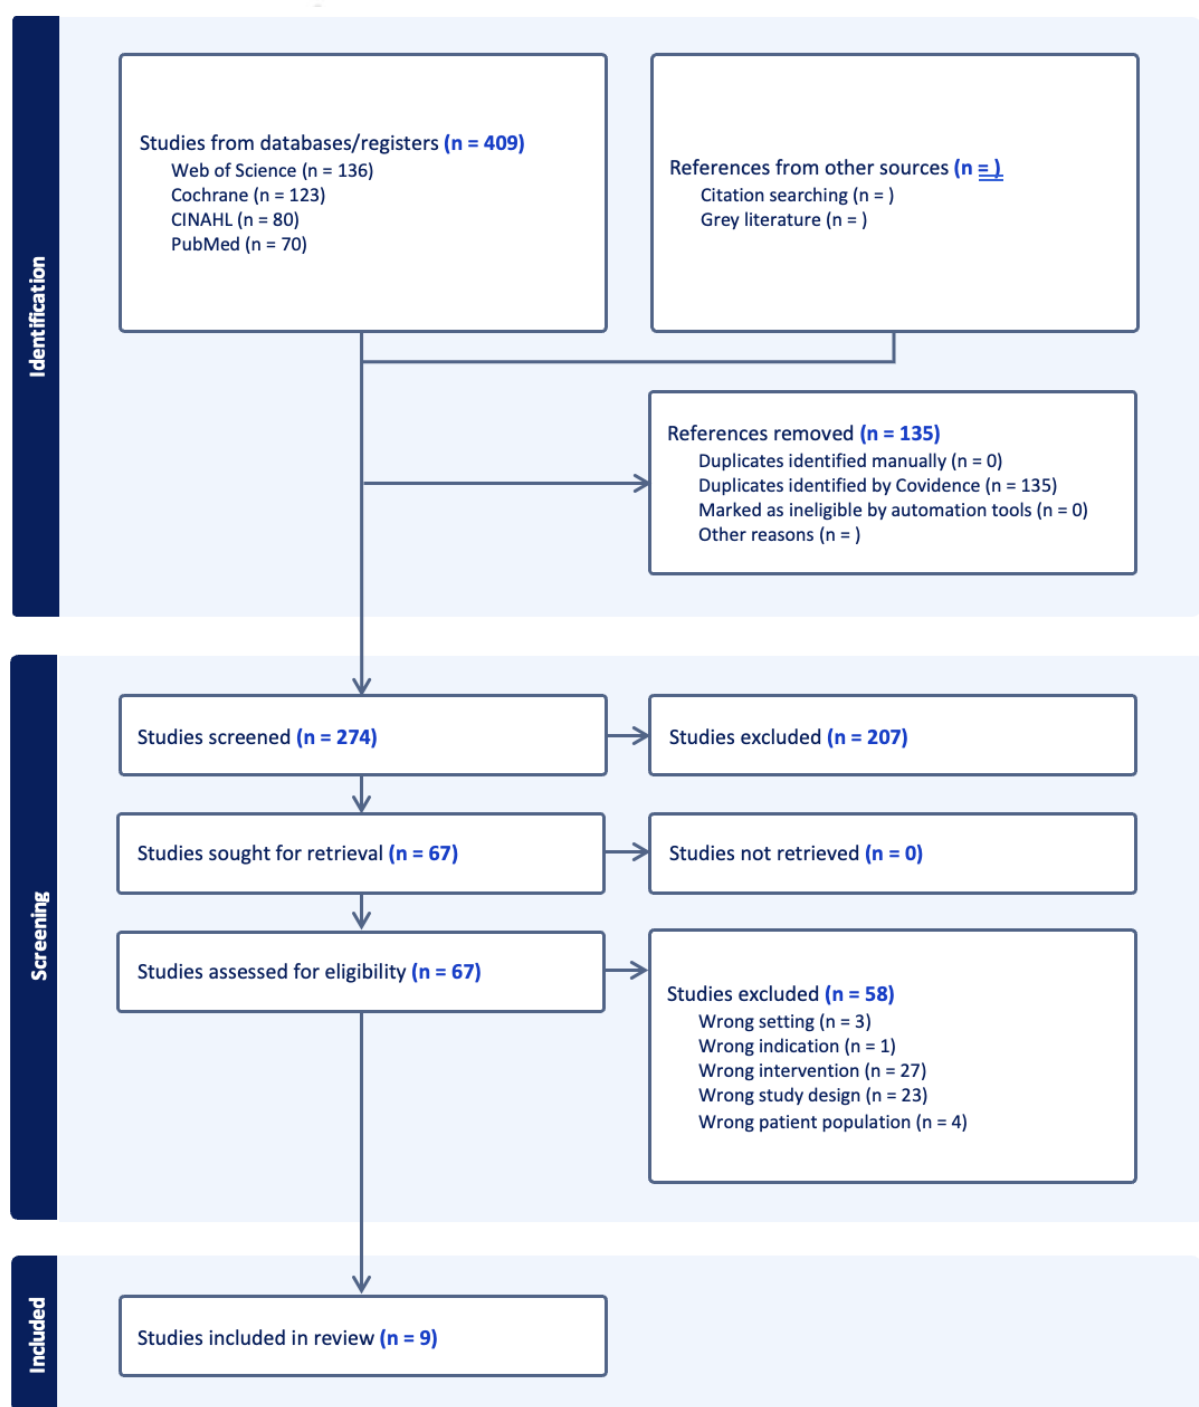 Identification
Studies from databases/registers (n = 409)
Web of Science (n = 136)
Cochrane (n = 123)
CINAHL (n = 80)
PubMed (n = 70)
References from other sources (n = )
Citation searching (n = )
Grey literature (n = )
References removed (n = 135)
Duplicates identified manually (n = 0)
Duplicates identified by Covidence (n = 135)
Marked as ineligible by automation tools (n = 0)
Other reasons (n = )
Screening
Studies screened (n = 274)
Studies excluded (n = 207)
Studies sought for retrieval (n = 67)
Studies not retrieved (n = 0)
Studies assessed for eligibility (n = 67)
Studies excluded (n = 58)
Wrong setting (n = 3)
Wrong indication (n = 1)
Wrong intervention (n = 27)
Wrong study design (n = 23)
Wrong patient population (n = 4)
Included
Studies included in review (n = 9)